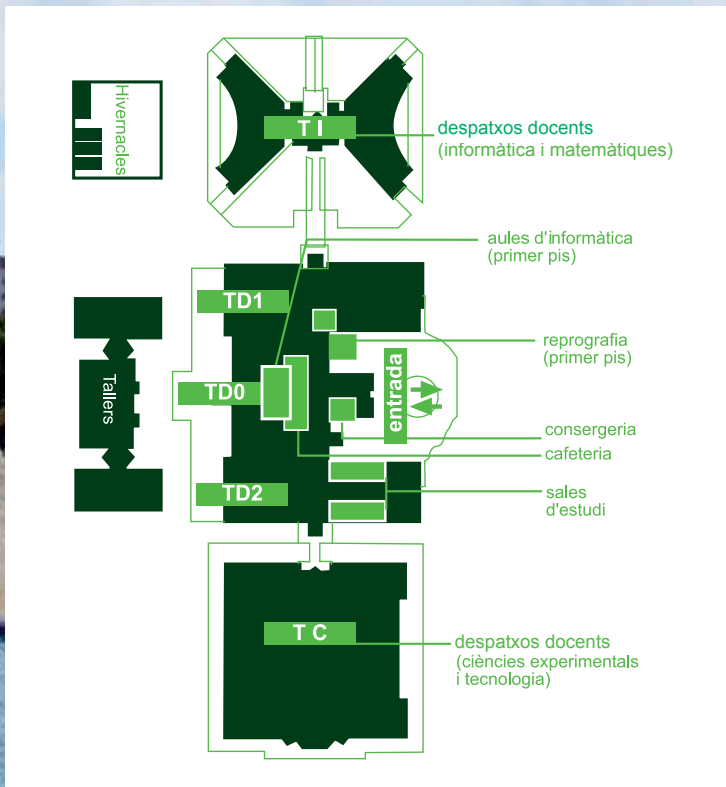 Hivernacles
T I
despatxos docents
(informàtica i matemàtiques)
aules d'informàtica
(primer pis)
TD1
reprografia
(primer pis)
Tallers
TD0
entrada
consergeria
cafeteria
TD2
sales
d'estudi
T C
despatxos docents
(ciències experimentals
i tecnologia)